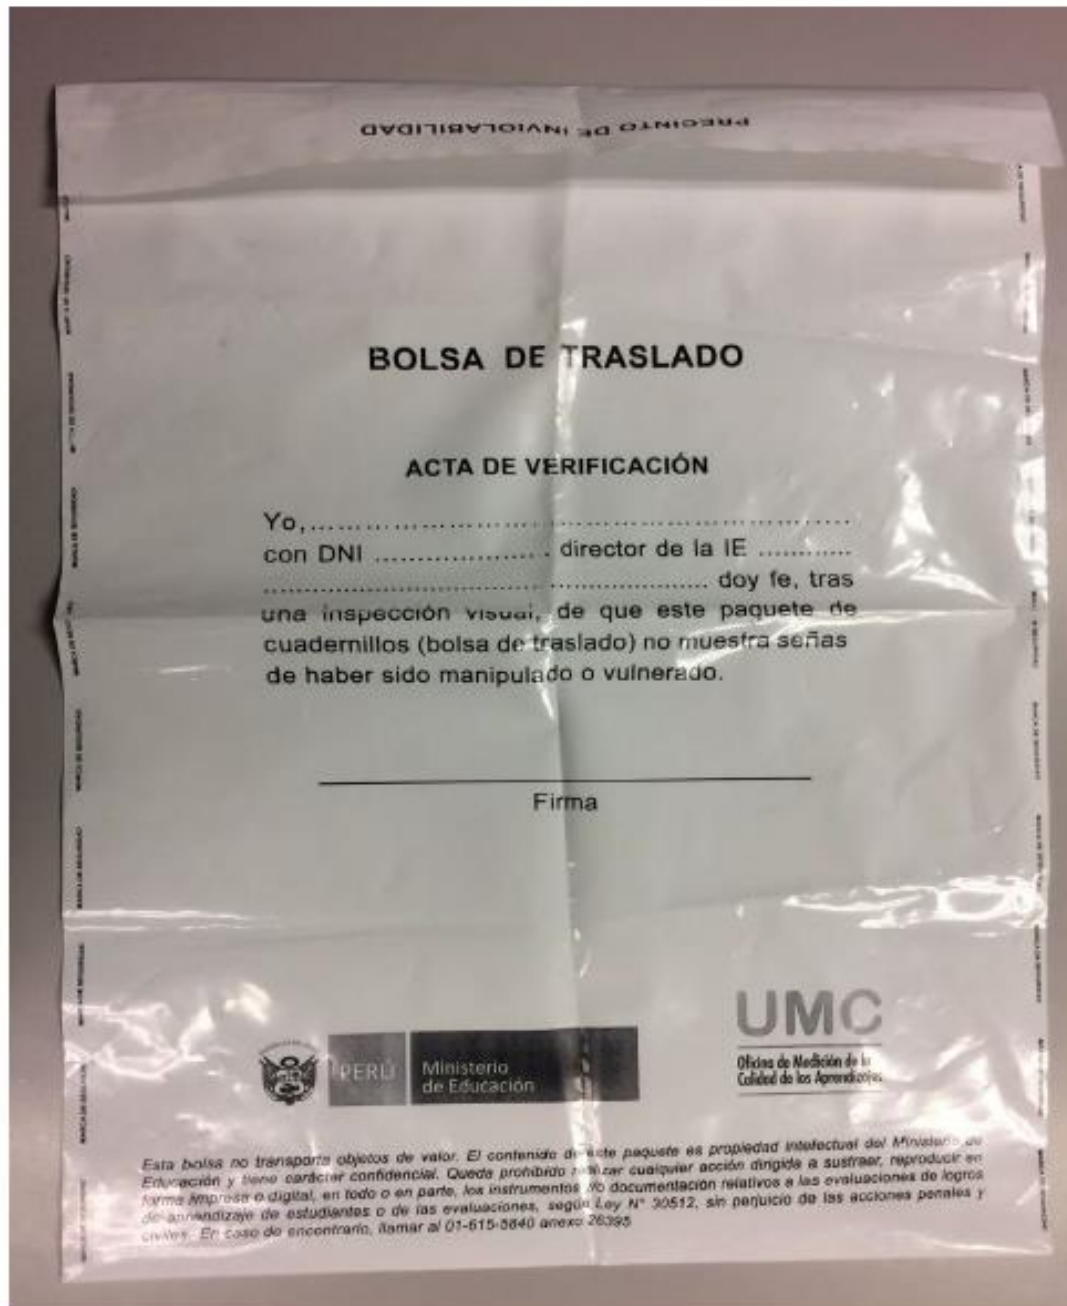 PRECINTO DE INVIOLABILIDAD
BOLSA DE TRASLADO
ACTA DE VERIFICACIÓN
Yo,....................................................................
con DNI ...................... director de la IE ............
......................................................... doy fe, tras
una inspección visual, de que este paquete de
cuadernillos (bolsa de traslado) no muestra señas
de haber sido manipulado o vulnerado.
Firma
UMC
Oficina de Medición de la
Calidad de los Aprendizajes
PERÚ
Ministerio
de Educación
Esta bolsa no transporta objetos de valor. El contenido de este paquete es propiedad intelectual del Ministerio de
Educación y tiene carácter confidencial. Queda prohibido realizar cualquier acción dirigida a sustraer, reproducir en
forma impresa o digital, en todo o en parte, los instrumentos y/o documentación relativos a las evaluaciones de logros
de aprendizaje de estudiantes o de las evaluaciones, según Ley N° 30512, sin perjuicio de las acciones penales y
civiles. En caso de encontrarlo, llamar al 01-615-5840 anexo 26395